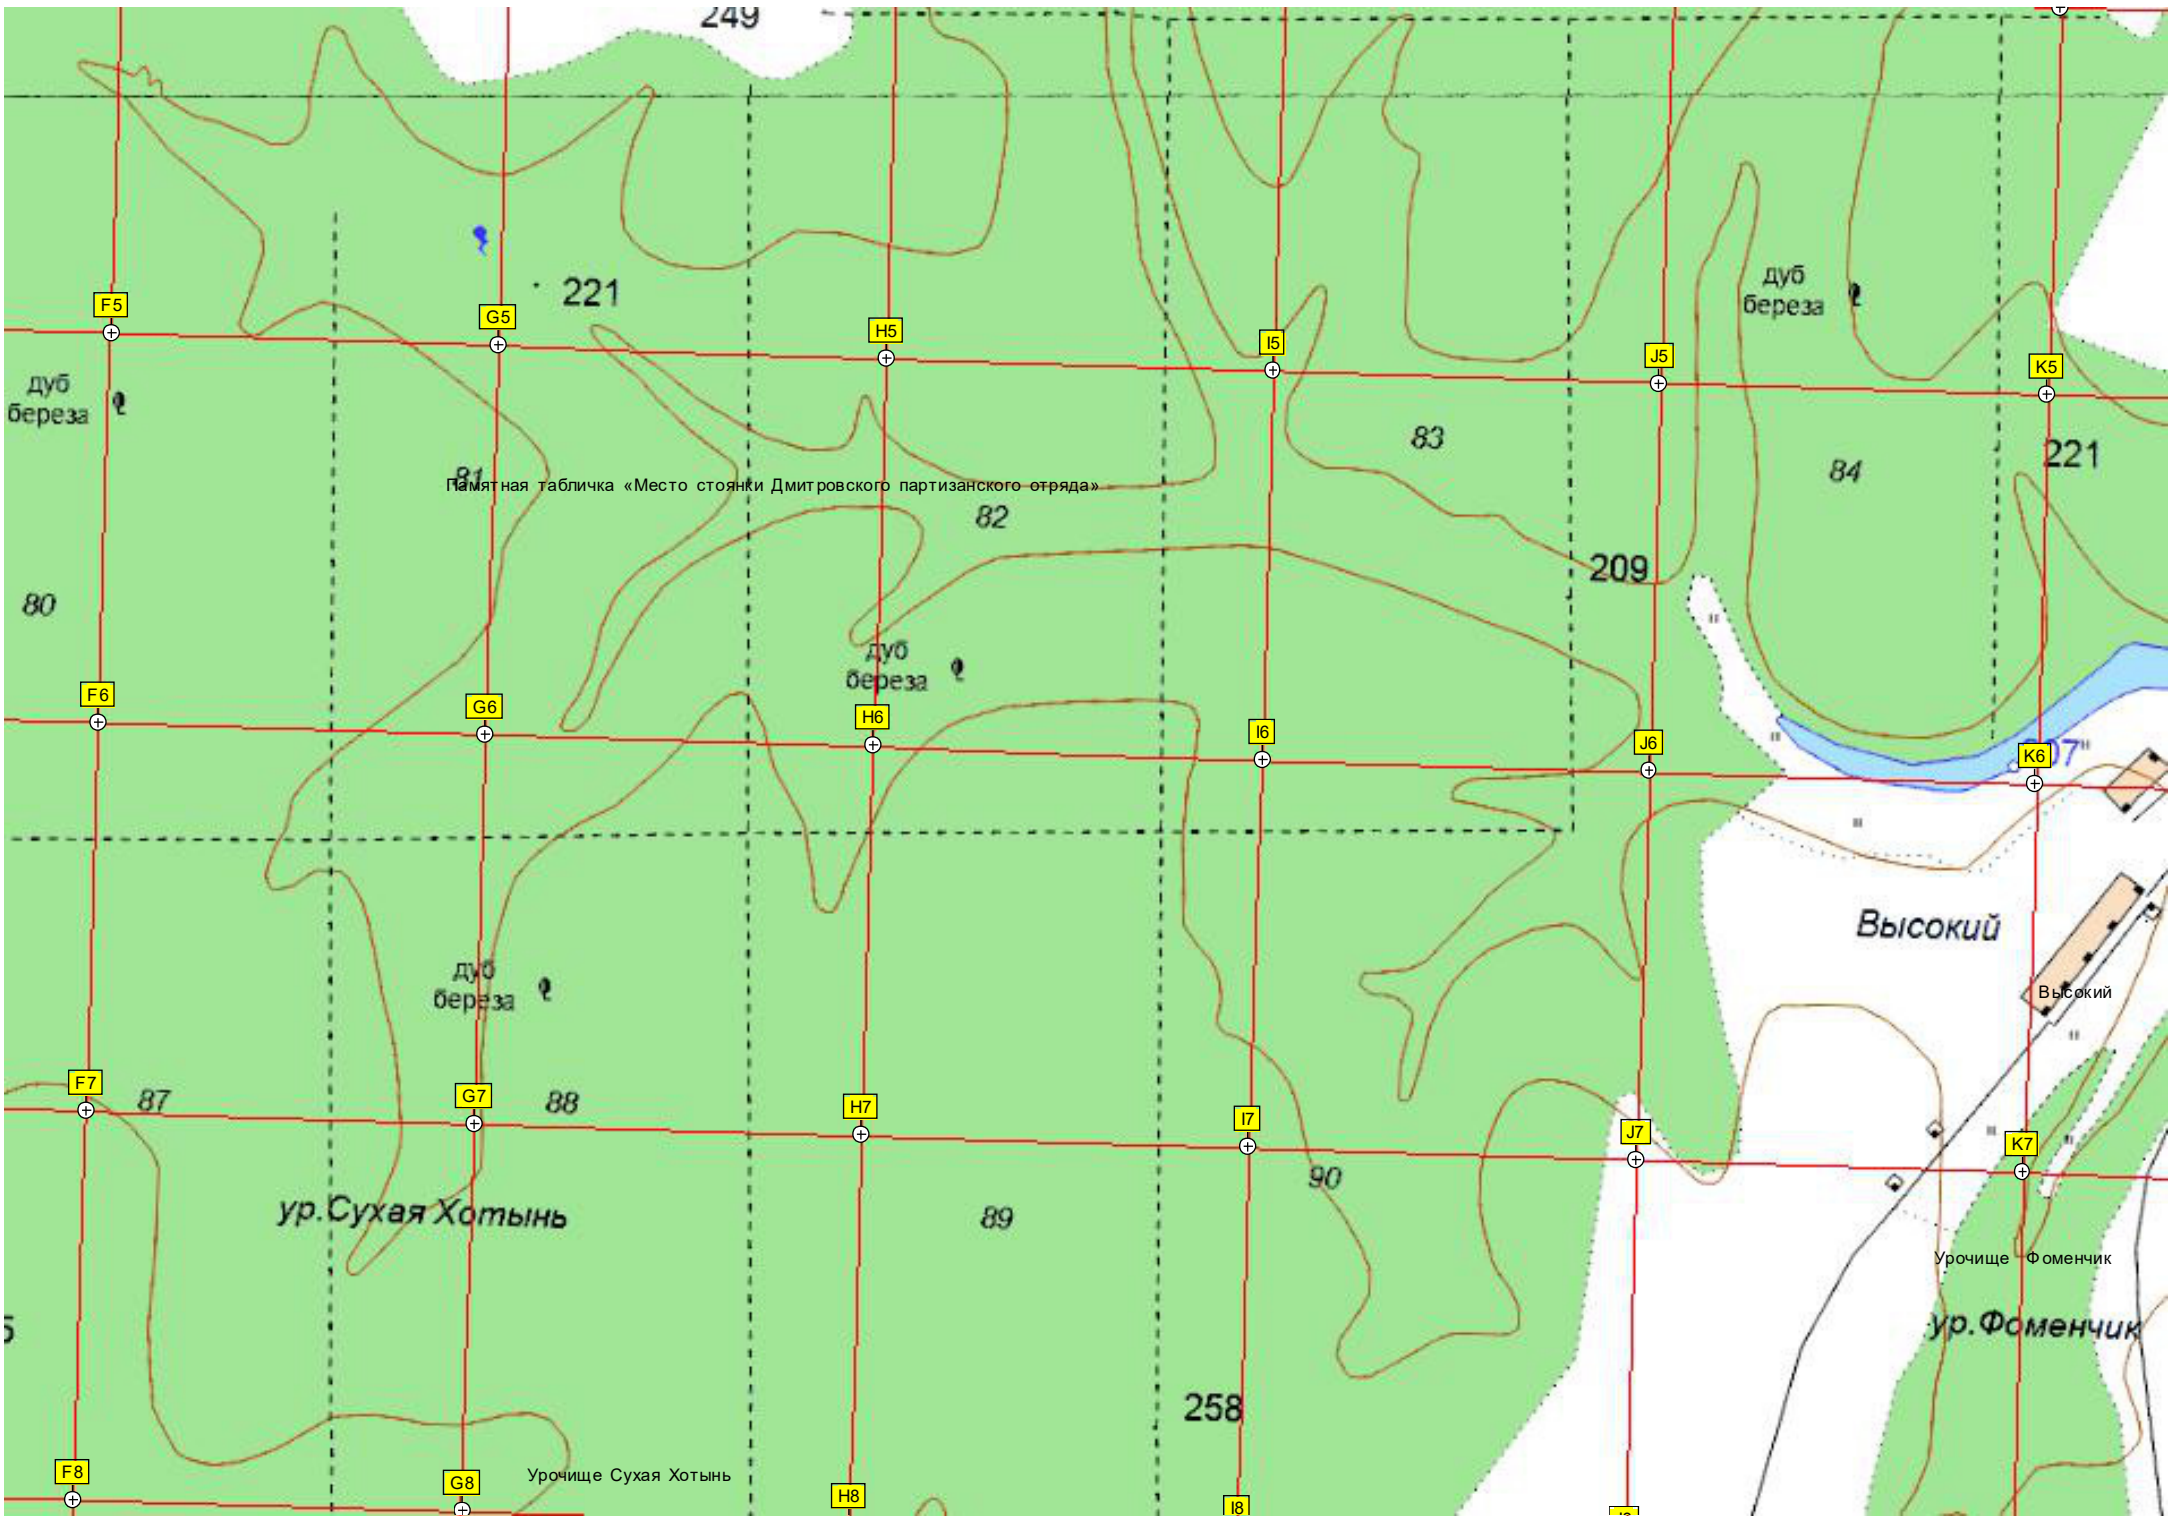 249
221
F5
G5
H5
I5
J5
K5
дуб
береза
дуб
береза
83
84
221
81
Памятная табличка «Место стоянки Дмитровского партизанского отряда»
82
209
80
дуб
береза
F6
G6
H6
I6
J6
K6
Высокий
дуб
береза
Высокий
F7
G7
H7
I7
J7
K7
87
88
90
ур.Сухая Хотынь
89
Урочище Фоменчик
ур.Фоменчик
258
F8
G8
H8
I8
Урочище Сухая Хотынь